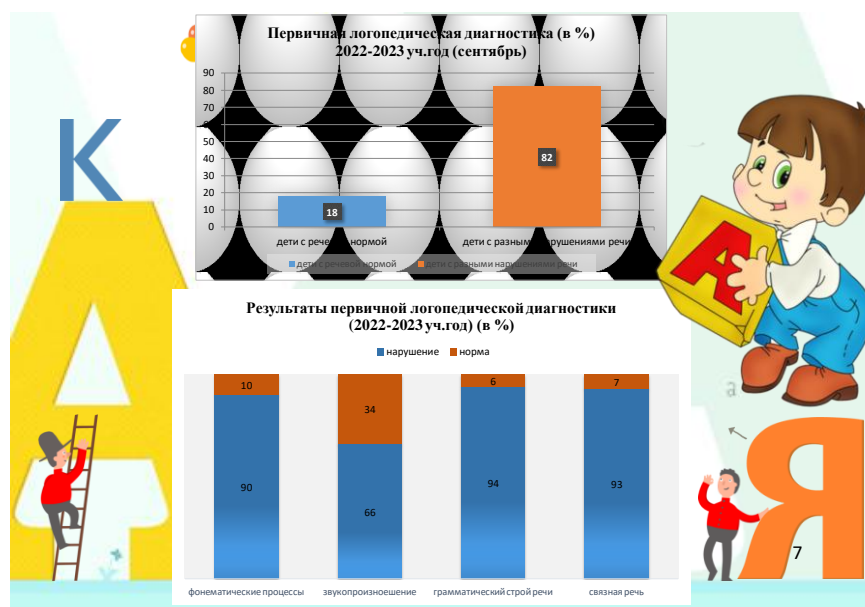 Первичная логопедическая диагностика (в %)
2022-2023 уч.год (сентябрь)
90
80
70
60
50
40
30
20
10
0
18
82
дети с речевой нормой
дети с разными нарушениями речи
дети с речевой нормой
дети с разными нарушениями речи
К
А
А
а
Я
Результаты первичной логопедической диагностики
(2022-2023 уч.год) (в %)
нарушение норма
10
34
6
7
90
66
94
93
фонематические процессы
звукопроизноешение
грамматический строй речи
связная речь
7